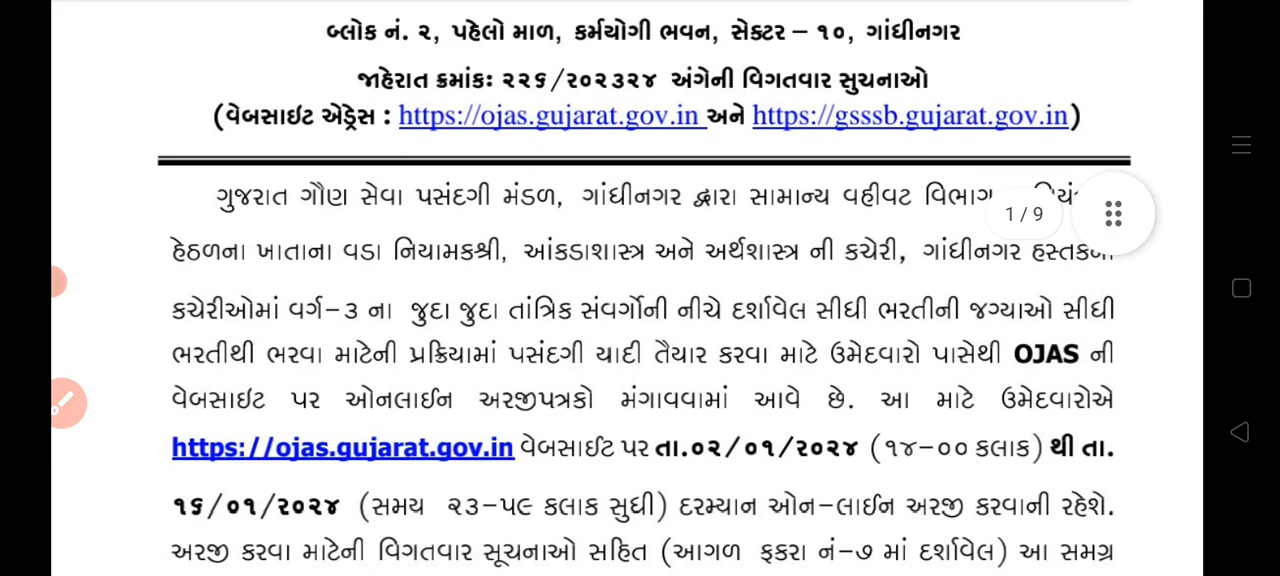 બ્લોક નં. ૨, પહેલો માળ, કર્મયોગી ભવન, સેક્ટર – ૧૦, ગાંધીનગર
જાહેરાત ક્રમાંકઃ ૨૨૬/૨૦૨૩૨૪ અંગેની વિગતવાર સુચનાઓ
(વેબસાઈટ એડ્રેસ : https://ojas.gujarat.gov.in અને https://gsssb.gujarat.gov.in)
ગુજરાત ગૌણ સેવા પસંદગી મંડળ, ગાંધીનગર દ્વારા સામાન્ય વહીવટ વિભાગ
1 / 9
હેઠળના ખાતાના વડા નિયામકશ્રી, આંકડાશાસ્ત્ર અને અર્થશાસ્ત્ર ની કચેરી, ગાંધીનગર હસ્તકની
કચેરીઓમાં વર્ગ–૩ ના જુદા જુદા તાંત્રિક સંવર્ગોની નીચે દર્શાવેલ સીધી ભરતીની જગ્યાઓ સીધી
ભરતીથી ભરવા માટેની પ્રક્રિયામાં પસંદગી યાદી તૈયાર કરવા માટે ઉમેદવારો પાસેથી OJAS ની
વેબસાઈટ પર ઓનલાઈન અરજીપત્રકો મંગાવવામાં આવે છે. આ માટે ઉમેદવારોએ
https://ojas.gujarat.gov.in વેબસાઈટ પર તા.૦૨/૦૧/૨૦૨૪ (૧૪–૦૦ કલાક) થી તા.
૧૬/૦૧/૨૦૨૪ (સમય ૨૩–૫૯ કલાક સુધી) દરમ્યાન ઓન–લાઈન અરજી કરવાની રહેશે.
અરજી કરવા માટેની વિગતવાર સૂચનાઓ સહિત (આગળ ફકરા નં–૭ માં દર્શાવેલ) આ સમગ્ર